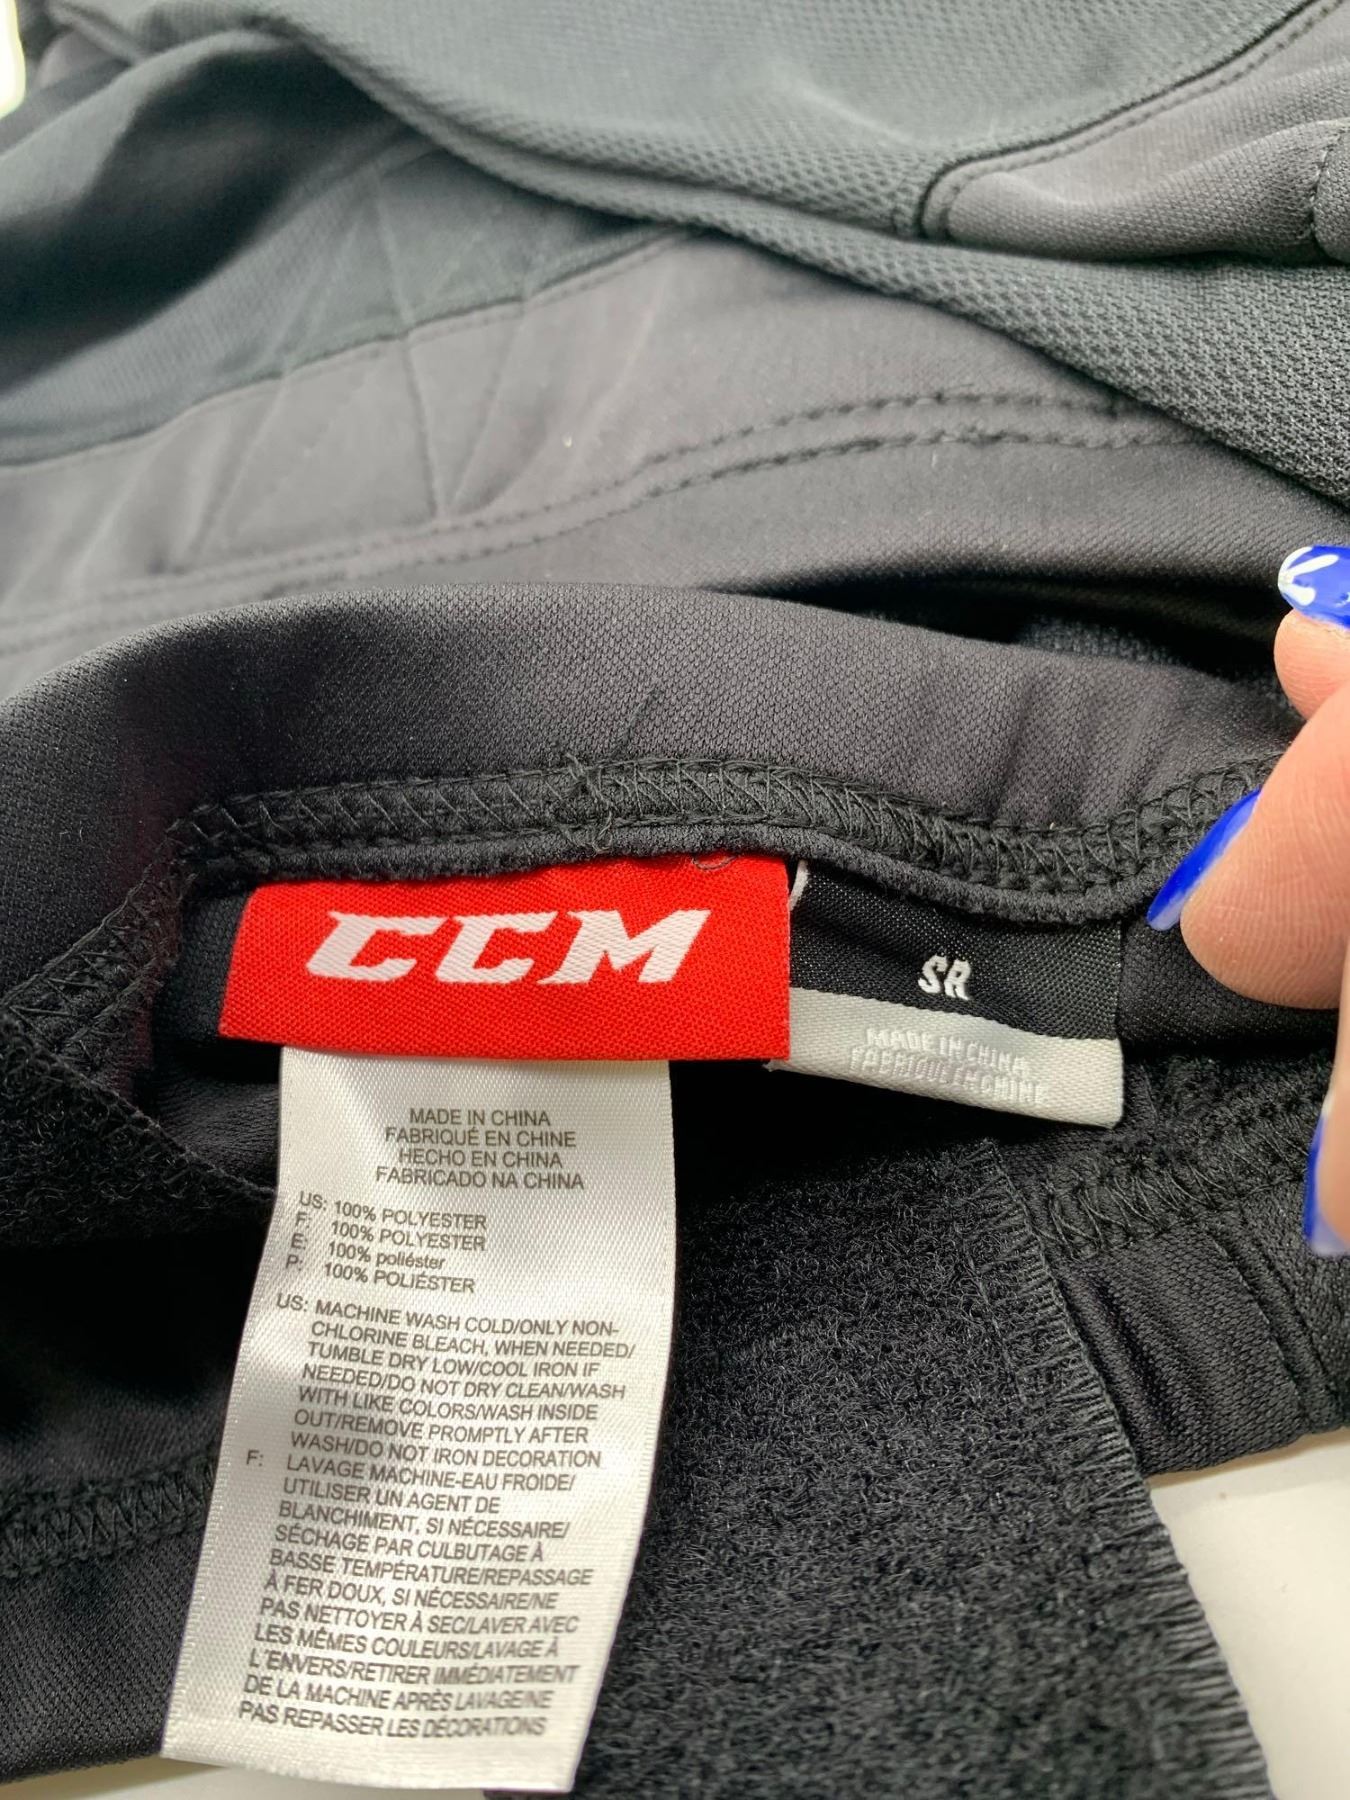 CCM
SR
MADE IN CHINA
FABRIQUÉ EN CHINE
MADE IN CHINA
FABRIQUÉ EN CHINE
HECHO EN CHINA
FABRICADO NA CHINA
US: 100% POLYESTER
F: 100% POLYESTER
E: 100% poliéster
P: 100% POLIÉSTER
US: MACHINE WASH COLD/ONLY NON-
CHLORINE BLEACH, WHEN NEEDED/
TUMBLE DRY LOW/COOL IRON IF
NEEDED/DO NOT DRY CLEAN/WASH
WITH LIKE COLORS/WASH INSIDE
OUT/REMOVE PROMPTLY AFTER
WASH/DO NOT IRON DECORATION
F: LAVAGE MACHINE-EAU FROIDE/
UTILISER UN AGENT DE
BLANCHIMENT, SI NÉCESSAIRE/
SÉCHAGE PAR CULBUTAGE À
BASSE TEMPÉRATURE/REPASSAGE
À FER DOUX, SI NÉCESSAIRE/NE
PAS NETTOYER À SEC/LAVER AVEC
LES MÊMES COULEURS/LAVAGE À
L'ENVERS/RETIRER IMMÉDIATEMENT
DE LA MACHINE APRÈS LAVAGE/NE
PAS REPASSER LES DÉCORATIONS